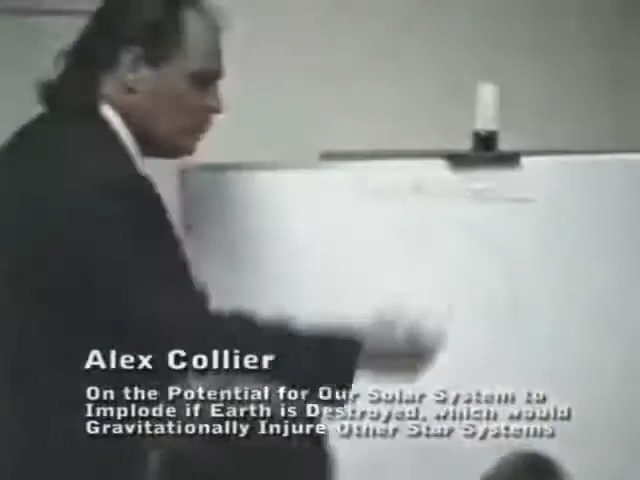 Alex Collier
On the Potential for Our Solar System to
Implode if Earth is Destroyed, which would
Gravitationally Injure Other Star Systems